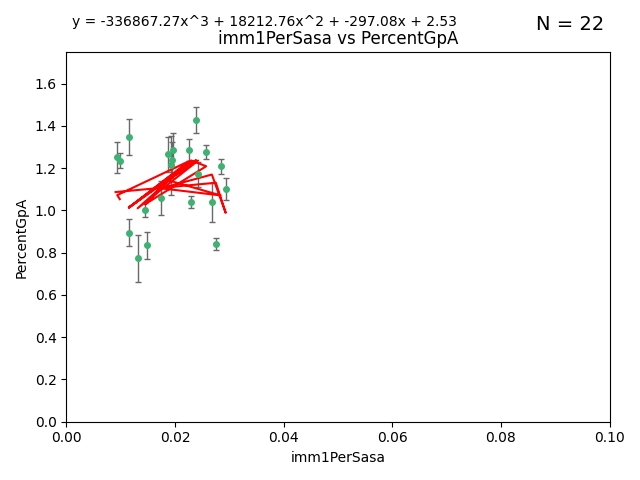 y = -336867.27x^3 + 18212.76x^2 + -297.08x + 2.53
N = 22
imm1PerSasa vs PercentGpA
PercentGpA
1.6
1.4
1.2
1.0
0.8
0.6
0.4
0.2
0.0
0.00 0.02 0.04 0.06 0.08 0.10
imm1PerSasa